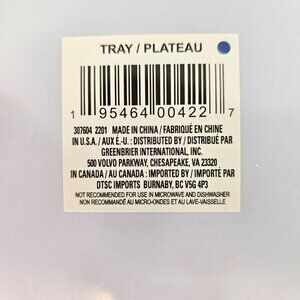 TRAY / PLATEAU
1 95464 00422 7
307604 2201 MADE IN CHINA / FABRIQUÉ EN CHINE
IN U.S.A. / AUX É.-U. : DISTRIBUTED BY / DISTRIBUÉ PAR
GREENBRIER INTERNATIONAL, INC.
500 VOLVO PARKWAY, CHESAPEAKE, VA 23320
IN CANADA / AU CANADA : IMPORTED BY / IMPORTÉ PAR
DTSC IMPORTS BURNABY, BC V5G 4P3
NOT RECOMMENDED FOR USE IN MICROWAVE AND DISHWASHER
NON RECOMMANDÉ AU MICRO-ONDES ET AU LAVE-VAISSELLE